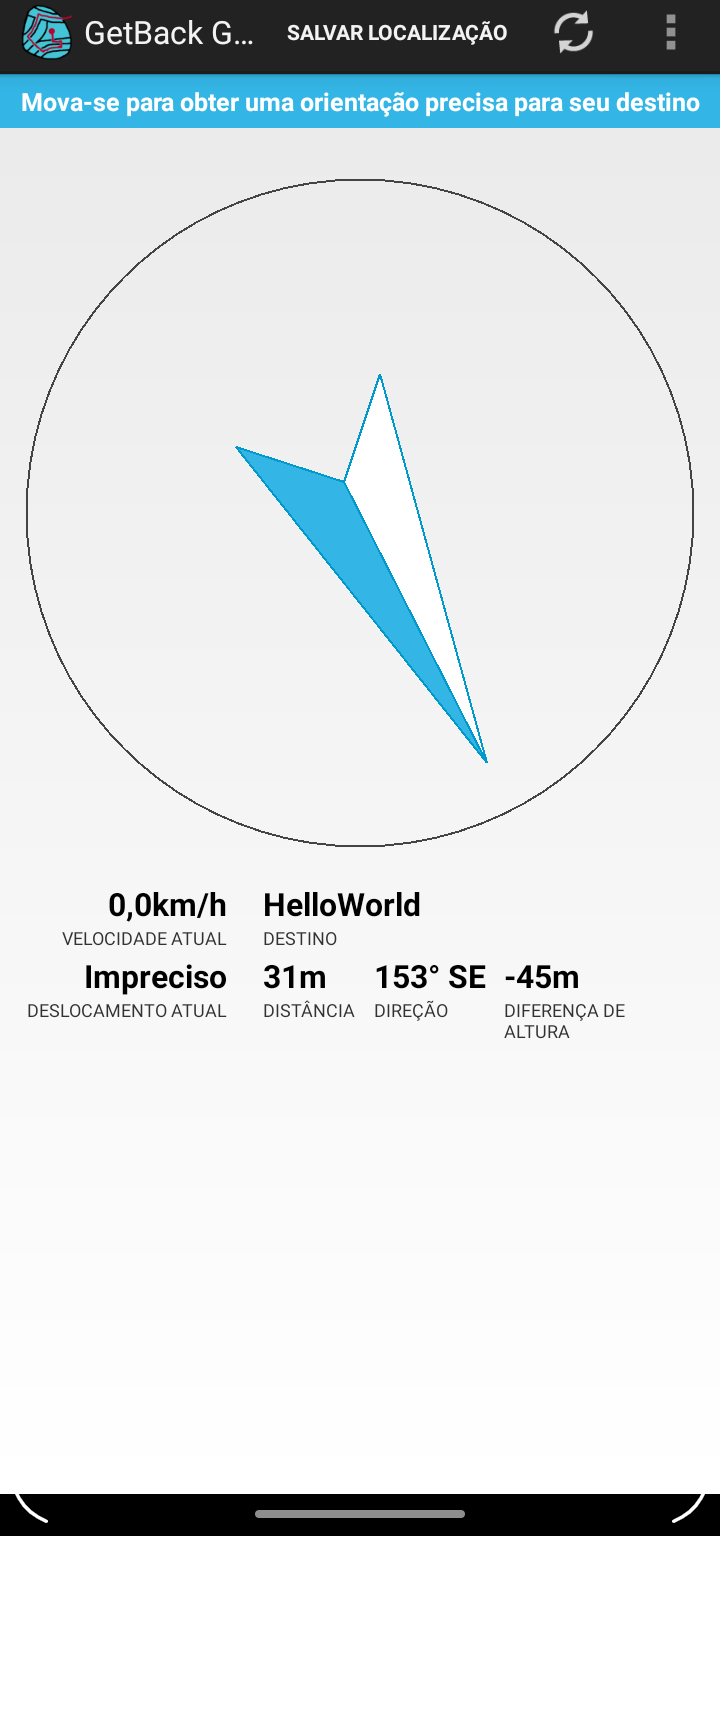 GetBack G...
SALVAR LOCALIZAÇÃO
Mova-se para obter uma orientação precisa para seu destino
0,0km/h
VELOCIDADE ATUAL
HelloWorld
DESTINO
Impreciso
DESLOCAMENTO ATUAL
31m
DISTÂNCIA
153° SE
DIREÇÃO
-45m
DIFERENÇA DE
ALTURA